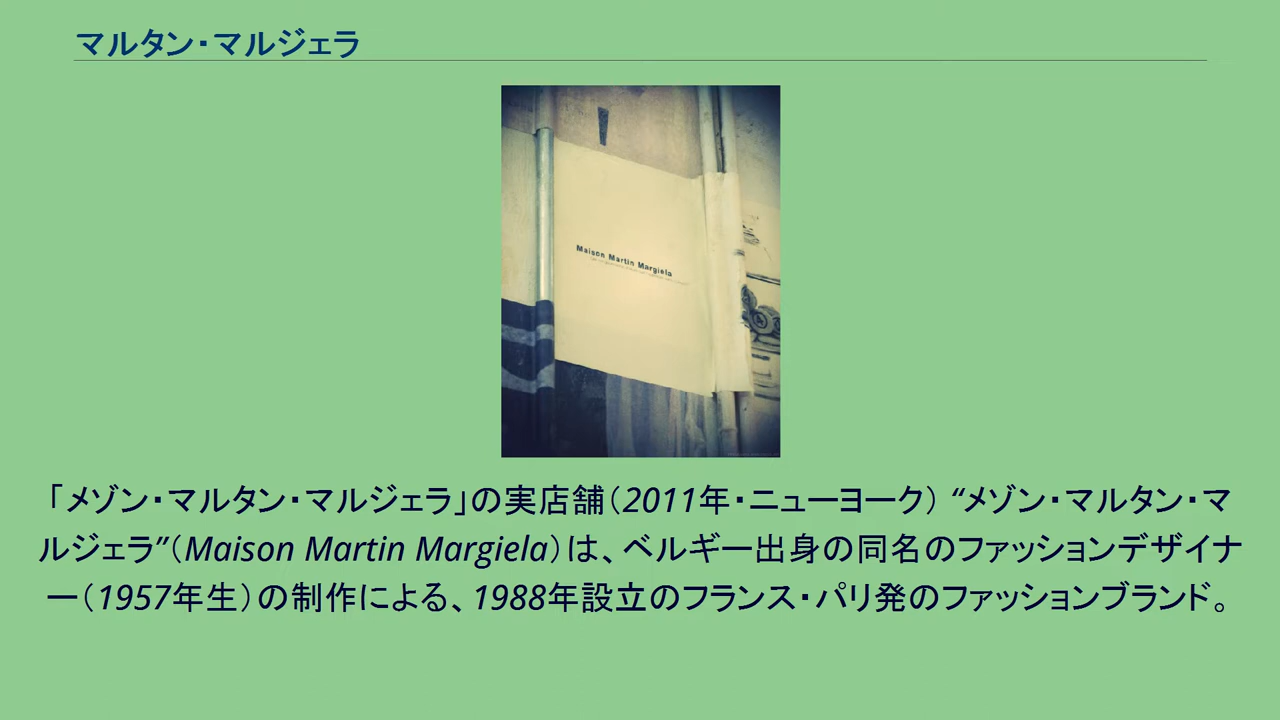 マルタン・マルジェラ
Maison Martin Margiela
「メゾン・マルタン・マルジェラ」の実店舗（2011年・ニューヨーク） “メゾン・マルタン・マ
ルジェラ”（Maison Martin Margiela）は、ベルギー出身の同名のファッションデザイナ
ー（1957年生）の制作による、1988年設立のフランス・パリ発のファッションブランド。